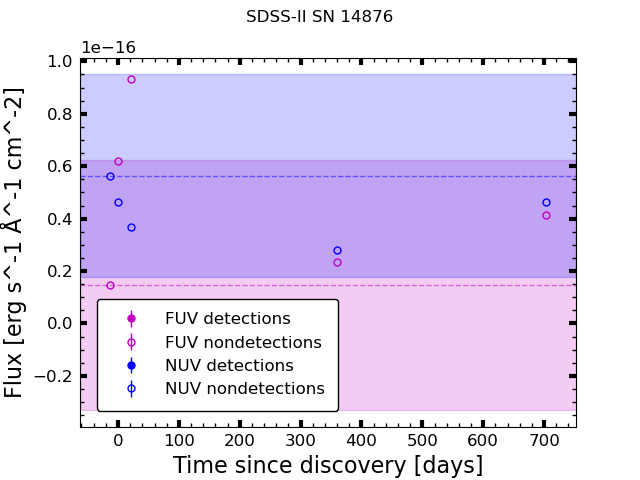 SDSS-II SN 14876
1e−16
1.0
0.8
0.6
0.4
0.2
0.0
−0.2
Flux [erg s^-1 Å^-1 cm^-2]
FUV detections
FUV nondetections
NUV detections
NUV nondetections
0 100 200 300 400 500 600 700
Time since discovery [days]